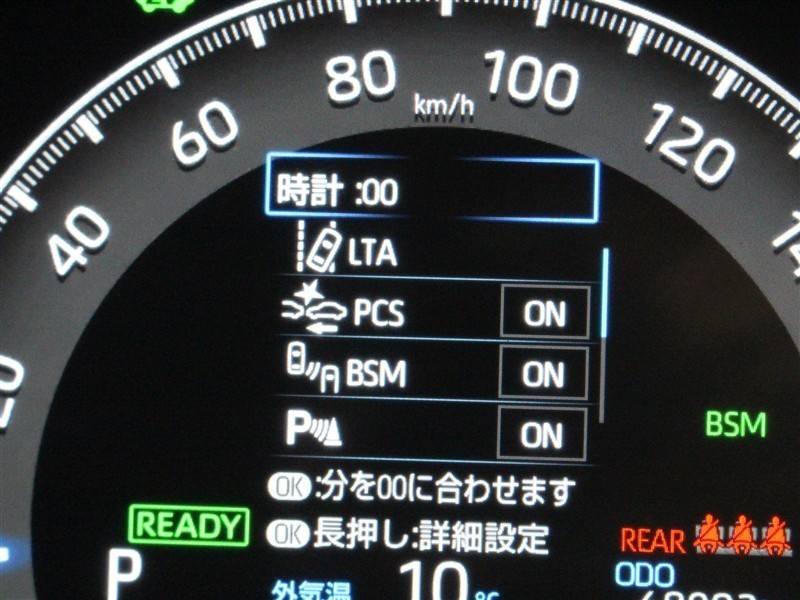 80
100
km/h
60
120
40
時計 :00
LTA
PCS ON
BSM ON
P ON
BSM
OK :分を00に合わせます
READY
OK 長押し:詳細設定
REAR
P
外気温 10 °C
ODO